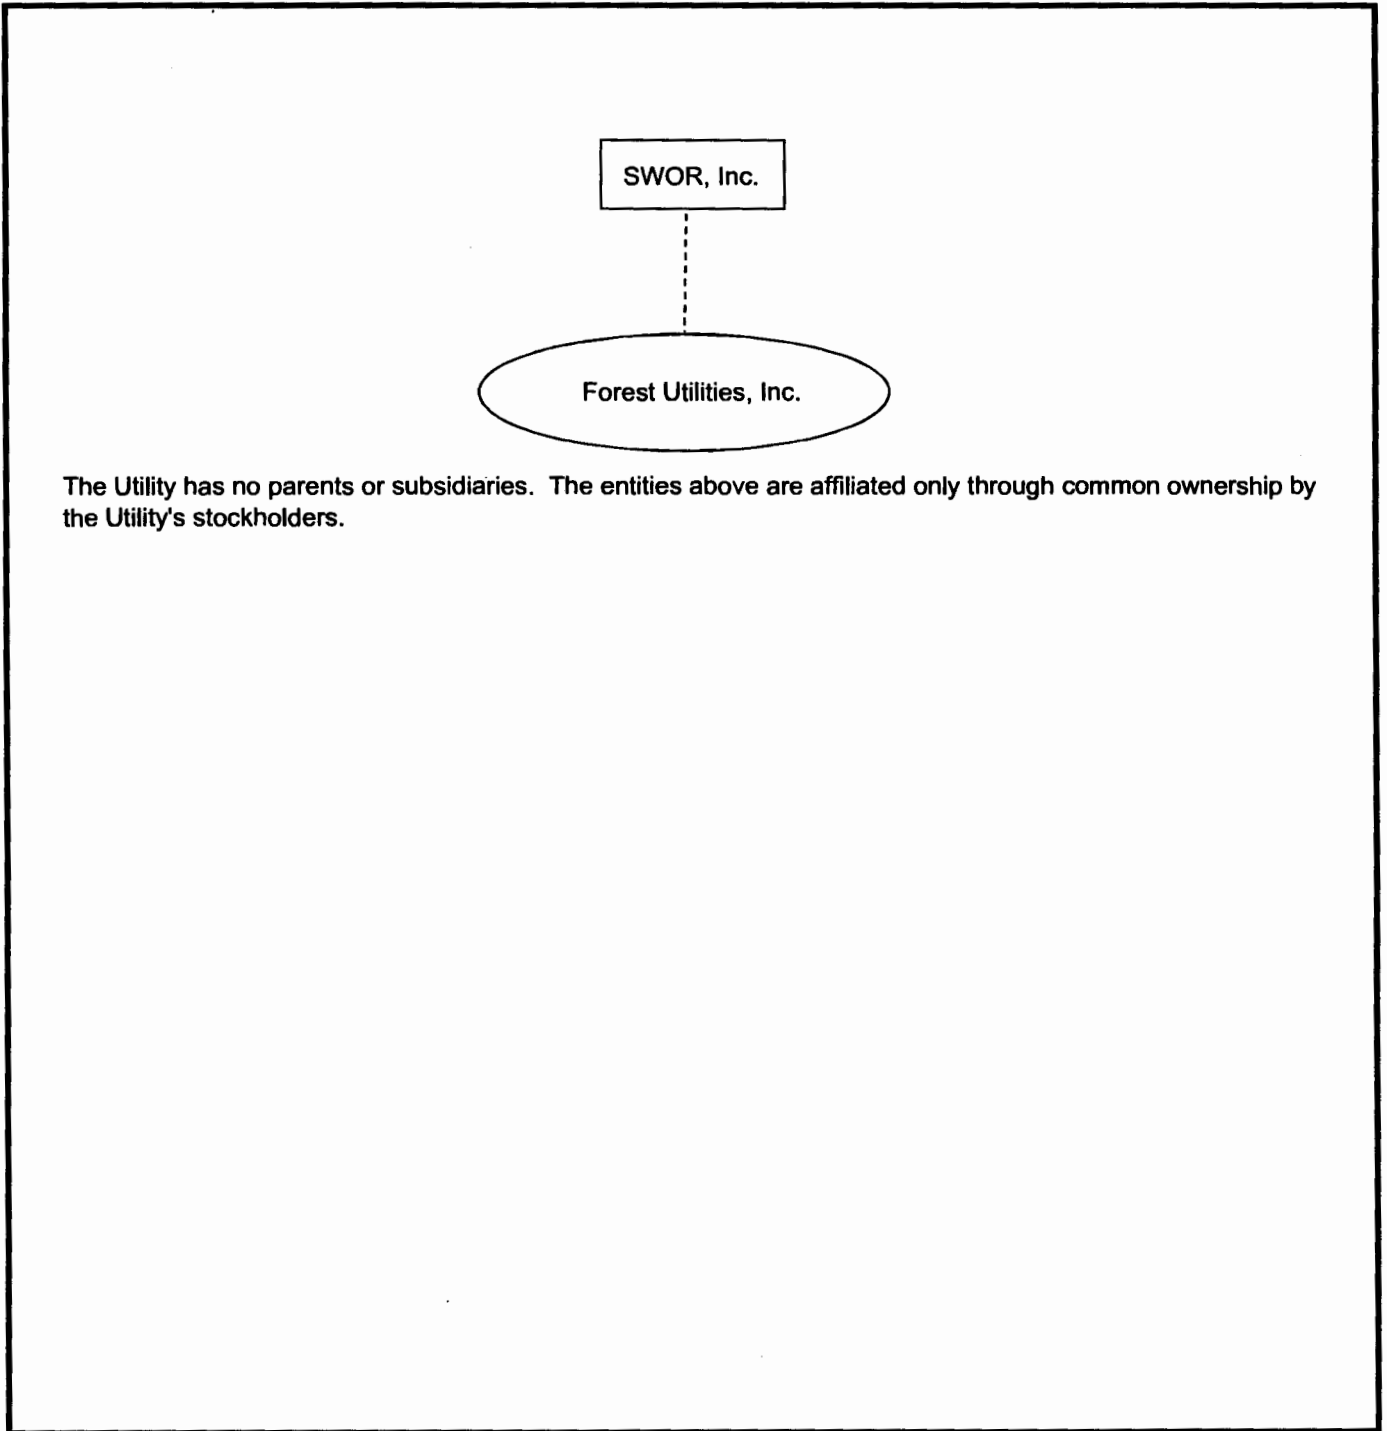 SWOR, Inc.
Forest Utilities, Inc.
The Utility has no parents or subsidiaries.  The entities above are affiliated only through common ownership by
the Utility's stockholders.